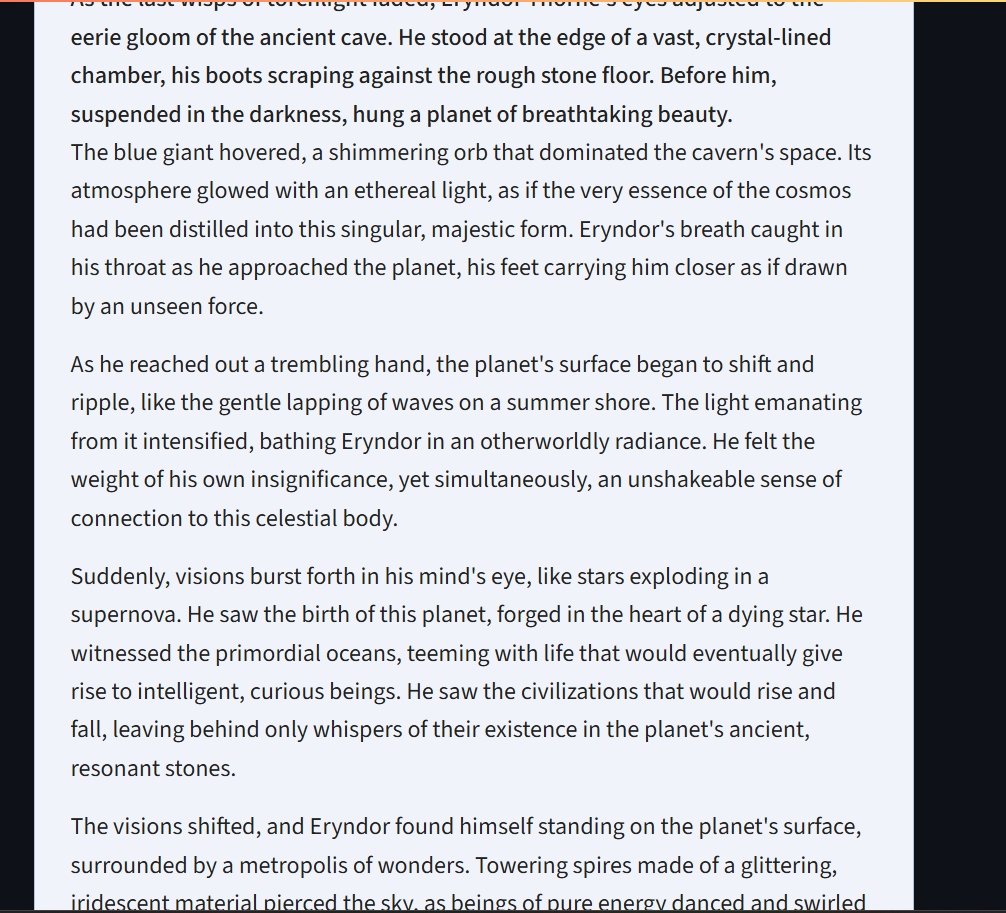 As the last wisps of torchlight faded, Eryndor Thorne's eyes adjusted to the
eerie gloom of the ancient cave. He stood at the edge of a vast, crystal-lined
chamber, his boots scraping against the rough stone floor. Before him,
suspended in the darkness, hung a planet of breathtaking beauty.
The blue giant hovered, a shimmering orb that dominated the cavern's space. Its
atmosphere glowed with an ethereal light, as if the very essence of the cosmos
had been distilled into this singular, majestic form. Eryndor's breath caught in
his throat as he approached the planet, his feet carrying him closer as if drawn
by an unseen force.
As he reached out a trembling hand, the planet's surface began to shift and
ripple, like the gentle lapping of waves on a summer shore. The light emanating
from it intensified, bathing Eryndor in an otherworldly radiance. He felt the
weight of his own insignificance, yet simultaneously, an unshakeable sense of
connection to this celestial body.
Suddenly, visions burst forth in his mind's eye, like stars exploding in a
supernova. He saw the birth of this planet, forged in the heart of a dying star. He
witnessed the primordial oceans, teeming with life that would eventually give
rise to intelligent, curious beings. He saw the civilizations that would rise and
fall, leaving behind only whispers of their existence in the planet's ancient,
resonant stones.
The visions shifted, and Eryndor found himself standing on the planet's surface,
surrounded by a metropolis of wonders. Towering spires made of a glittering,
iridescent material pierced the sky, as beings of pure energy danced and swirled